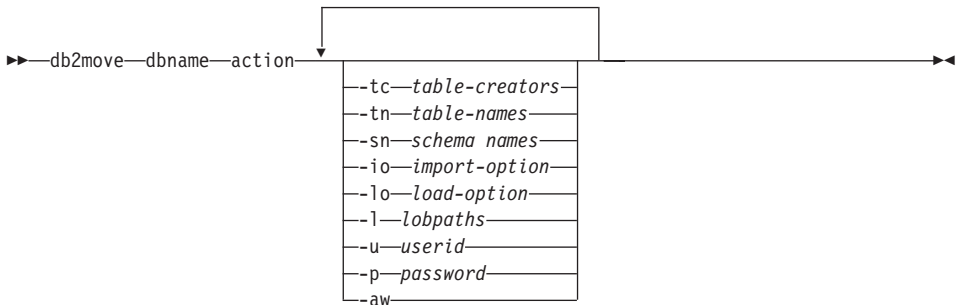 db2move dbname action
-tc table-creators
-tn table-names
-sn schema names
-io import-option
-lo load-option
-l lobpaths
-u userid
-p password
-aw